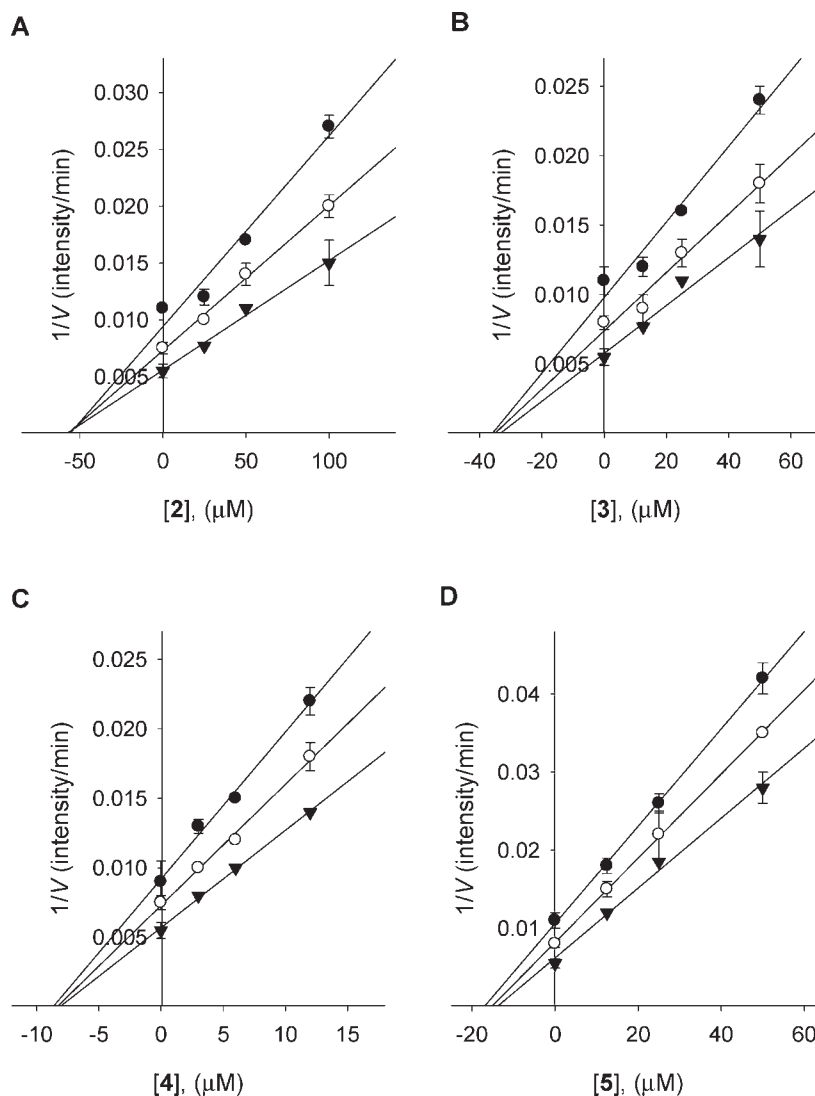 A
0.030
0.025
0.020
0.015
0.010
0.005
1/V (intensity/min)
-50 0 50 100
[2], (μM)
B
0.025
0.020
0.015
0.010
0.005
1/V (intensity/min)
-40 -20 0 20 40 60
[3], (μM)
C
0.025
0.020
0.015
0.010
0.005
1/V (intensity/min)
-10 -5 0 5 10 15
[4], (μM)
D
0.04
0.03
0.02
0.01
1/V (intensity/min)
-20 0 20 40 60
[5], (μM)